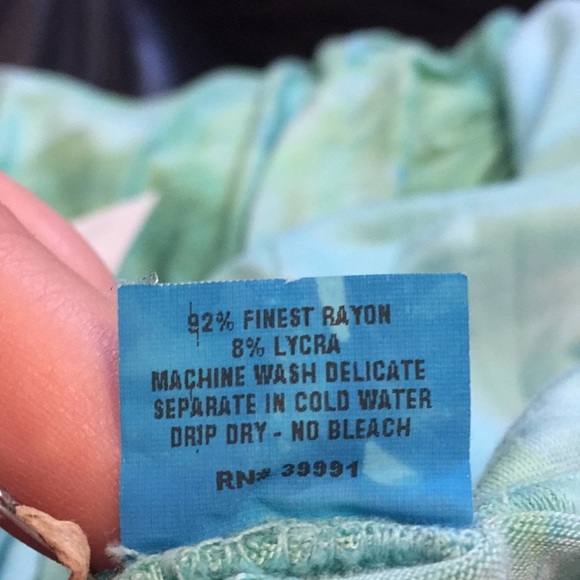 92% FINEST RAYON
8% LYCRA
MACHINE WASH DELICATE
SEPARATE IN COLD WATER
DRIP DRY - NO BLEACH
RN# 39991